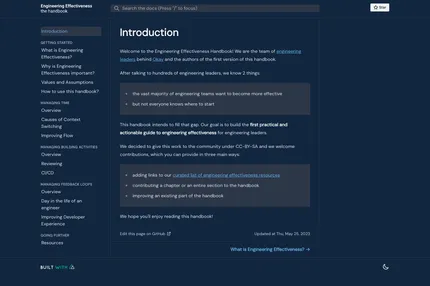 Engineering Effectiveness
the handbook
Search the docs (Press "/" to focus)
Star
Introduction
GETTING STARTED
What is Engineering
Effectiveness?
Why is Engineering
Effectiveness important?
Values and Assumptions
How to use this handbook?
MANAGING TIME
Overview
Causes of Context
Switching
Improving Flow
MANAGING BUILDING ACTIVITIES
Overview
Reviewing
CI/CD
MANAGING FEEDBACK LOOPS
Overview
Day in the life of an
engineer
Improving Developer
Experience
GOING FURTHER
Resources
Introduction
Welcome to the Engineering Effectiveness Handbook! We are the team of engineering
leaders behind Okay and the authors of the first version of this handbook.
After talking to hundreds of engineering leaders, we know 2 things
the vast majority of engineering teams want to become more effective
but not everyone knows where to start
This handbook intends to fill that gap. Our goal is to build the first practical and
actionable guide to engineering effectiveness for engineering leaders.
We decided to give this work to the community under CC-BY-SA and we welcome
contributions, which you can provide in three main ways:
adding links to our curated list of engineering effectiveness resources
contributing a chapter or an entire section to the handbook
improving an existing part of the handbook
We hope you'll enjoy reading this handbook!
Edit this page on GitHub
Updated at Thu, May 25, 2023
What is Engineering Effectiveness? →
BUILT WITH